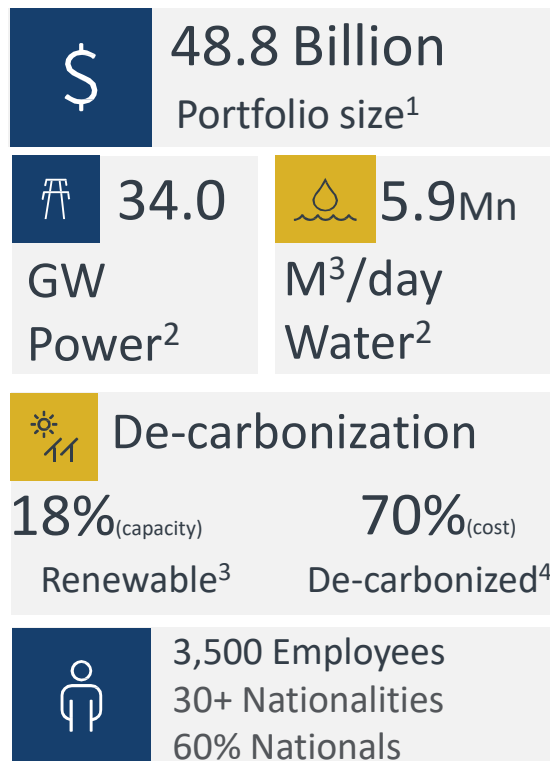 $ 48.8 Billion
Portfolio size¹
34.0
GW
Power²
5.9Mn
M³/day
Water²
De-carbonization
18%(capacity)
Renewable³
70%(cost)
De-carbonized⁴
3,500 Employees
30+ Nationalities
60% Nationals